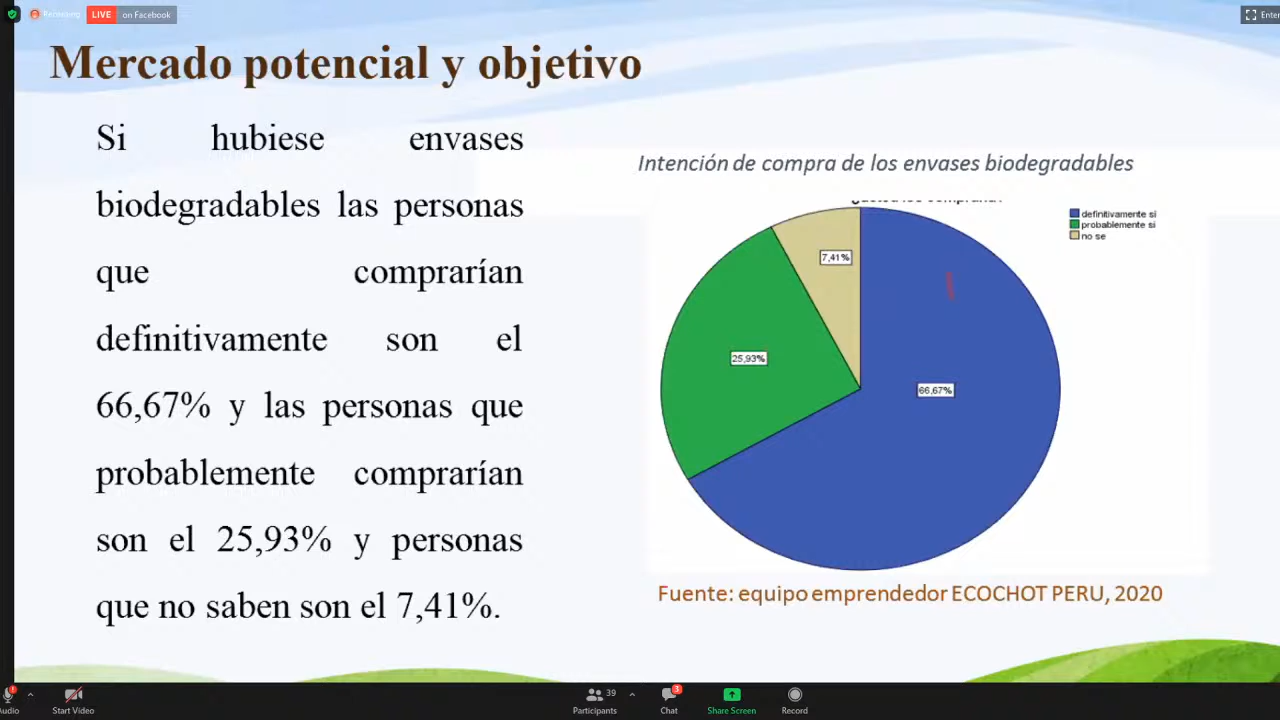 Recording
LIVE on Facebook
Enter
Mercado potencial y objetivo
Si hubiese envases
biodegradables las personas
que comprarían
definitivamente son el
66,67% y las personas que
probablemente comprarían
son el 25,93% y personas
que no saben son el 7,41%.
Intención de compra de los envases biodegradables
definitivamente si
probablemente si
no se
7,41%
25,93%
66,67%
Fuente: equipo emprendedor ECOCHOT PERU, 2020
Audio
Start Video
39
Participants
3
Chat
Share Screen
Record